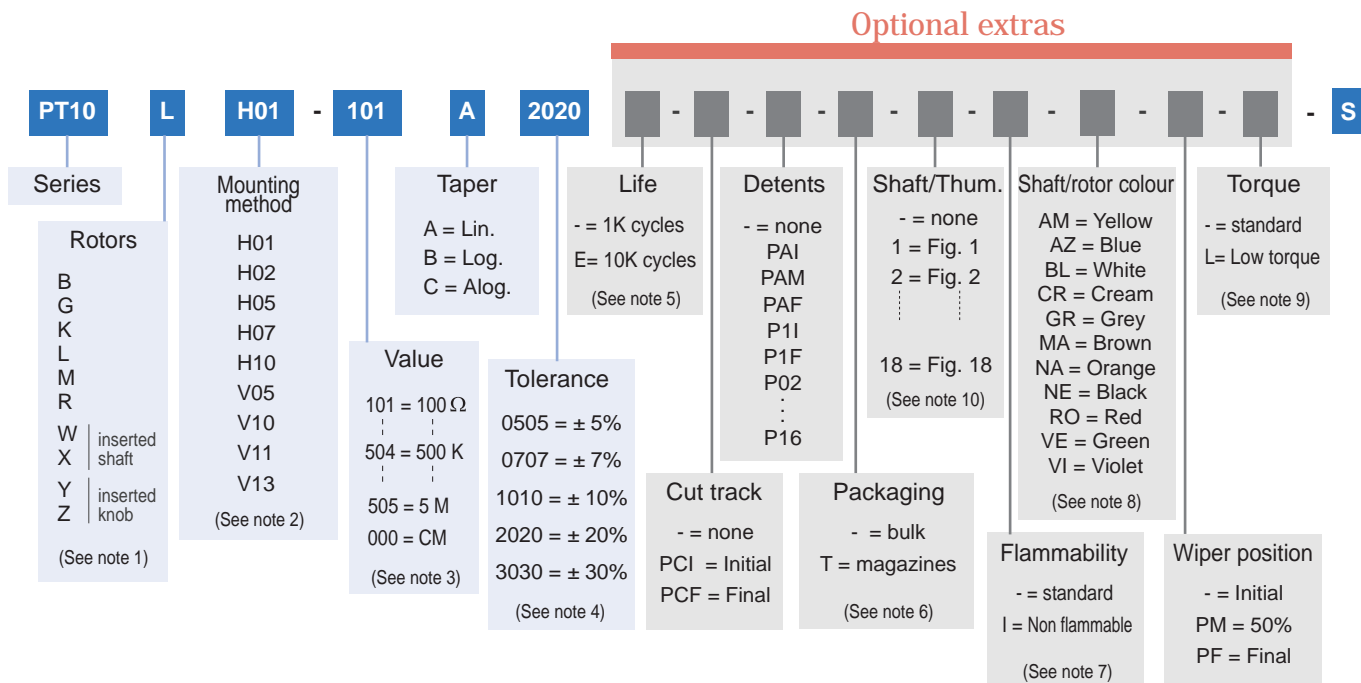 Optional extras
PT10 L H01 - 101 A 2020 - - - - - - - - - S
Series
Rotors
B
G
K
L
M
R
W
X
inserted
shaft
Y
Z
inserted
knob
(See note 1)
Mounting
method
H01
H02
H05
H07
H10
V05
V10
V11
V13
(See note 2)
Value
101 = 100 Ω
504 = 500 K
505 = 5 M
000 = CM
(See note 3)
Taper
A = Lin.
B = Log.
C = Alog.
Tolerance
0505 = ± 5%
0707 = ± 7%
1010 = ± 10%
2020 = ± 20%
3030 = ± 30%
(See note 4)
Life
- = 1K cycles
E= 10K cycles
(See note 5)
Cut track
- = none
PCI = Initial
PCF = Final
Detents
- = none
PAI
PAM
PAF
P1I
P1F
P02
:
:
P16
Packaging
- = bulk
T = magazines
(See note 6)
Shaft/Thum.
- = none
1 = Fig. 1
2 = Fig. 2
18 = Fig. 18
(See note 10)
Flammability
- = standard
I = Non flammable
(See note 7)
Shaft/rotor colour
AM = Yellow
AZ = Blue
BL = White
CR = Cream
GR = Grey
MA = Brown
NA = Orange
NE = Black
RO = Red
VE = Green
VI = Violet
(See note 8)
Wiper position
- = Initial
PM = 50%
PF = Final
Torque
- = standard
L= Low torque
(See note 9)